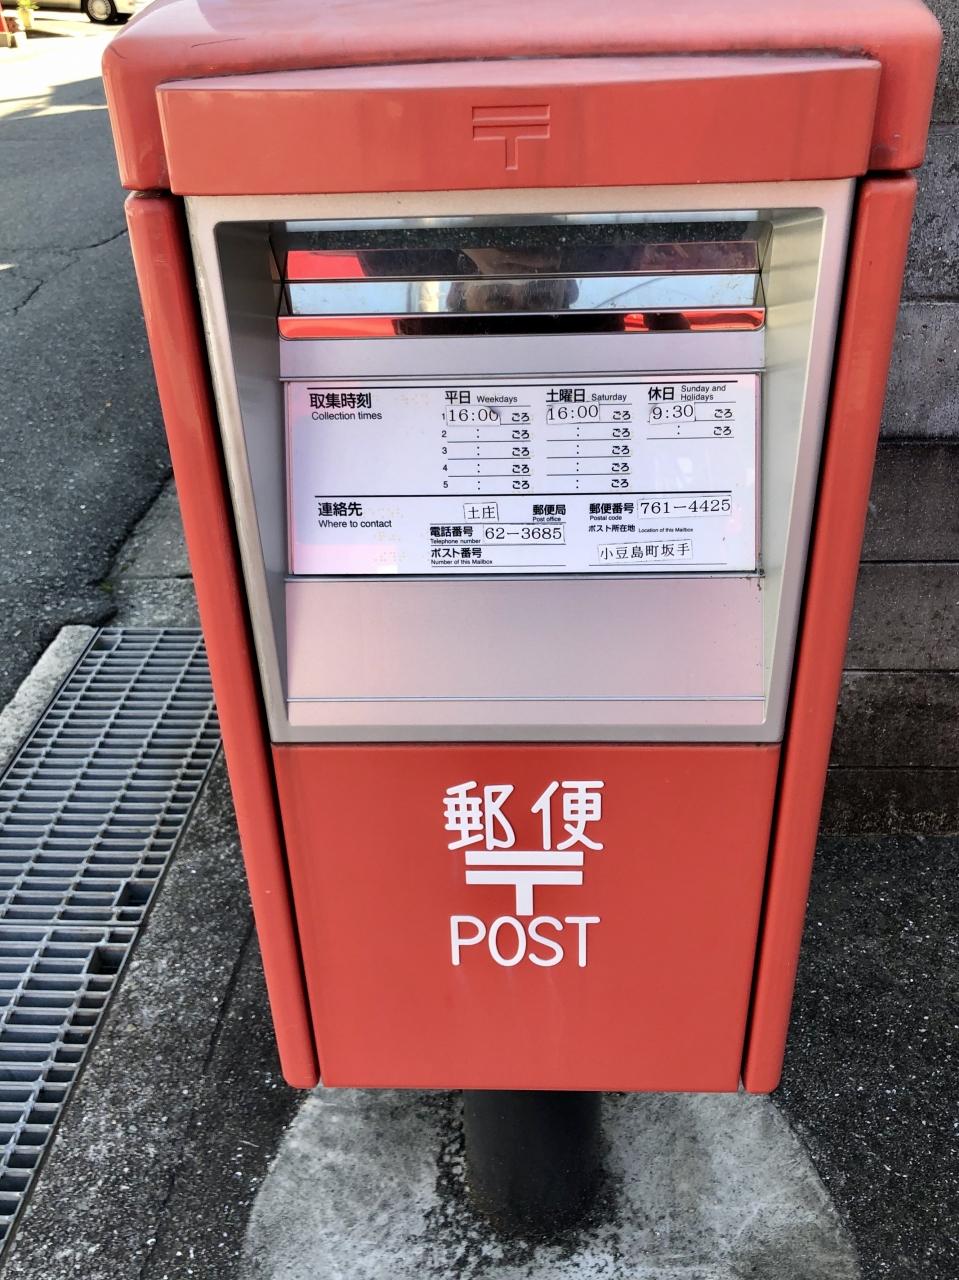 〒
取集時刻 平日 Weekdays 土曜日 Saturday 休日 Sunday and Holidays
Collection times 1 16:00 ごろ 16:00 ごろ 9:30 ごろ
2 : ごろ : ごろ : ごろ
3 : ごろ : ごろ
4 : ごろ : ごろ
5 : ごろ : ごろ
連絡先 土庄 郵便局 郵便番号 761-4425
Where to contact Post office Postal code
電話番号 62-3685 ポスト所在地 Location of this Mailbox
Telephone number
ポスト番号 小豆島町坂手
Number of this Mailbox
郵便
〒
POST